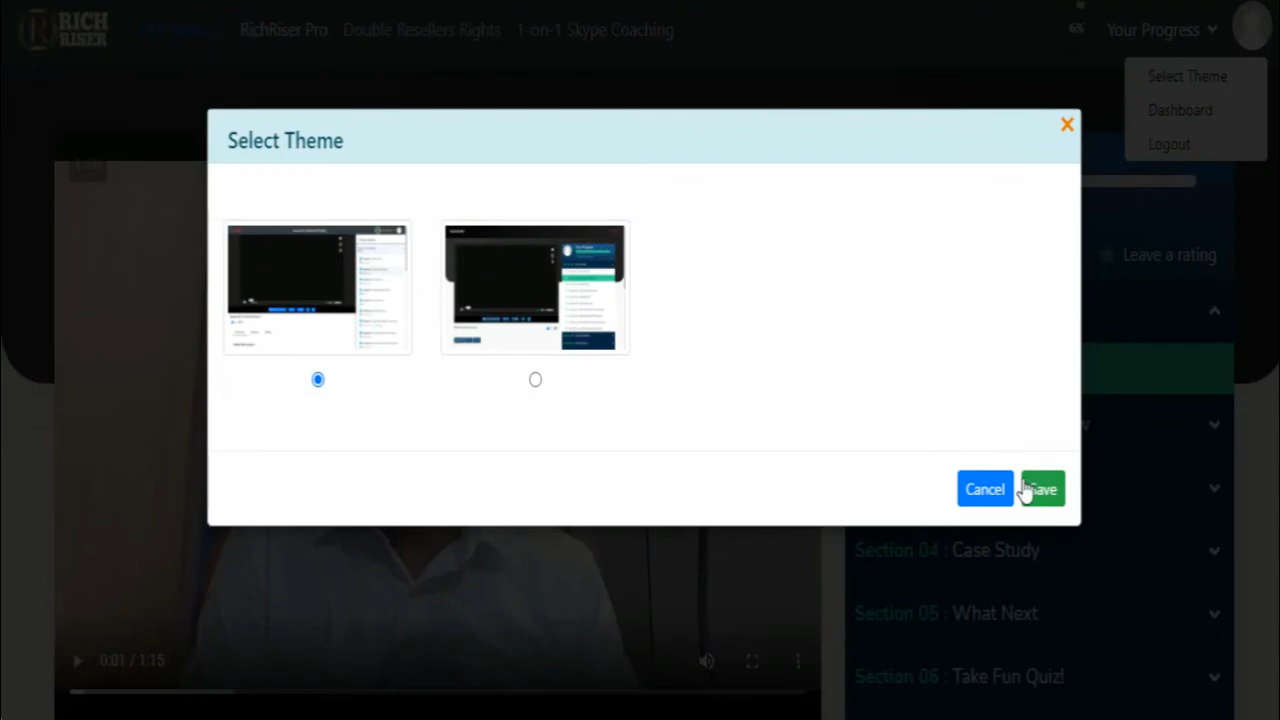 RICH
RISER
RichRiser Pro
Double Resellers Rights
1-on-1 Skype Coaching
6%
Your Progress
Select Theme
Dashboard
Logout
Select Theme
Leave a rating
Cancel
Save
Section 04 : Case Study
Section 05 : What Next
Section 06 : Take Fun Quiz!
0:01 / 1:15